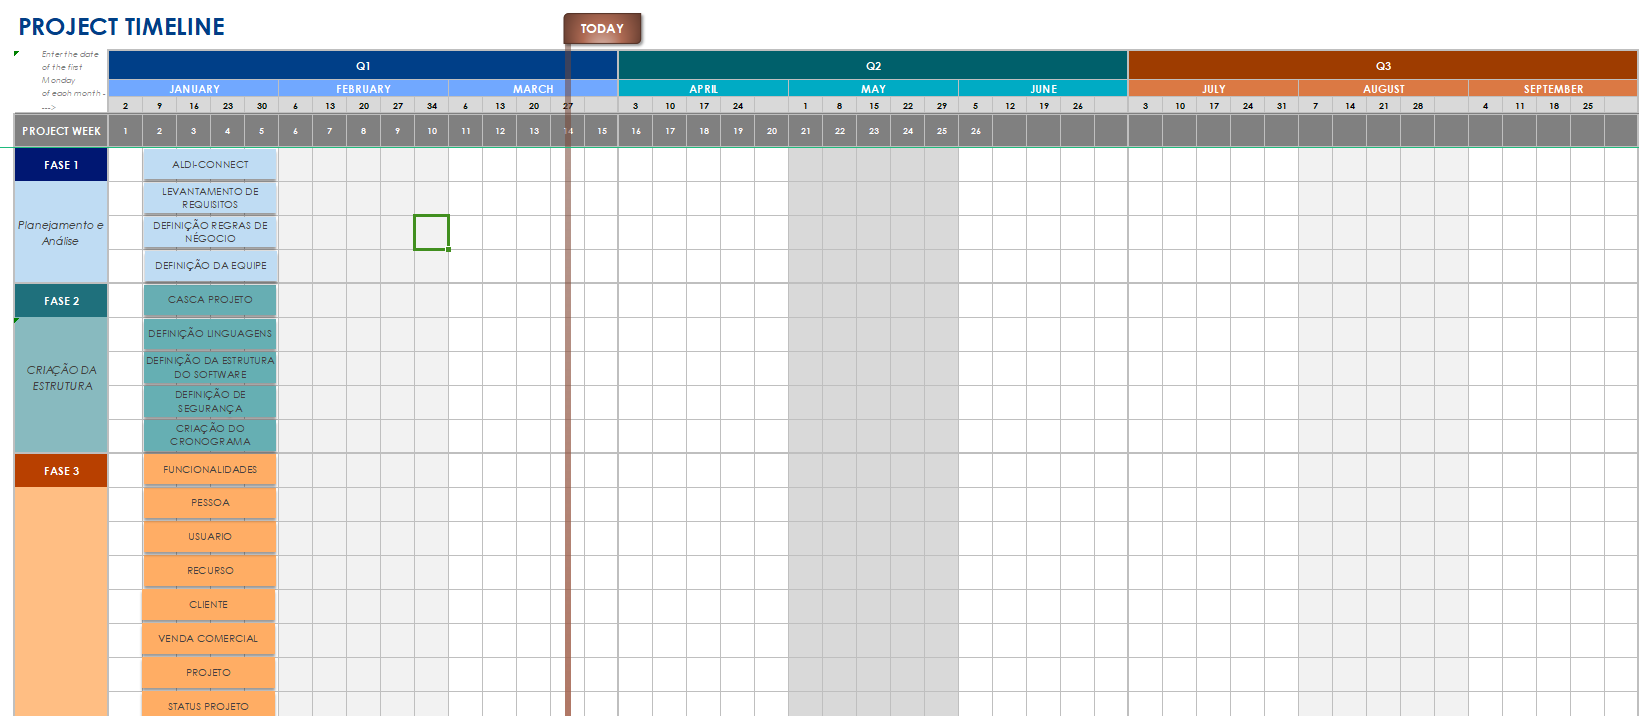 PROJECT TIMELINE
TODAY
Enter the date
of the first
Monday
of each month -
--->
Q1 Q2 Q3
JANUARY FEBRUARY MARCH APRIL MAY JUNE JULY AUGUST SEPTEMBER
2 9 16 23 30 6 13 20 27 34 6 13 20 27 3 10 17 24 1 8 15 22 29 5 12 19 26 3 10 17 24 31 7 14 21 28 4 11 18 25
PROJECT WEEK 1 2 3 4 5 6 7 8 9 10 11 12 13 14 15 16 17 18 19 20 21 22 23 24 25 26
FASE 1
ALDI-CONNECT
Planejamento e
Análise
LEVANTAMENTO DE
REQUISITOS
DEFINIÇÃO REGRAS DE
NÉGOCIO
DEFINIÇÃO DA EQUIPE
FASE 2
CASCA PROJETO
CRIAÇÃO DA
ESTRUTURA
DEFINIÇÃO LINGUAGENS
DEFINIÇÃO DA ESTRUTURA
DO SOFTWARE
DEFINIÇÃO DE
SEGURANÇA
CRIAÇÃO DO
CRONOGRAMA
FASE 3
FUNCIONALIDADES
PESSOA
USUARIO
RECURSO
CLIENTE
VENDA COMERCIAL
PROJETO
STATUS PROJETO